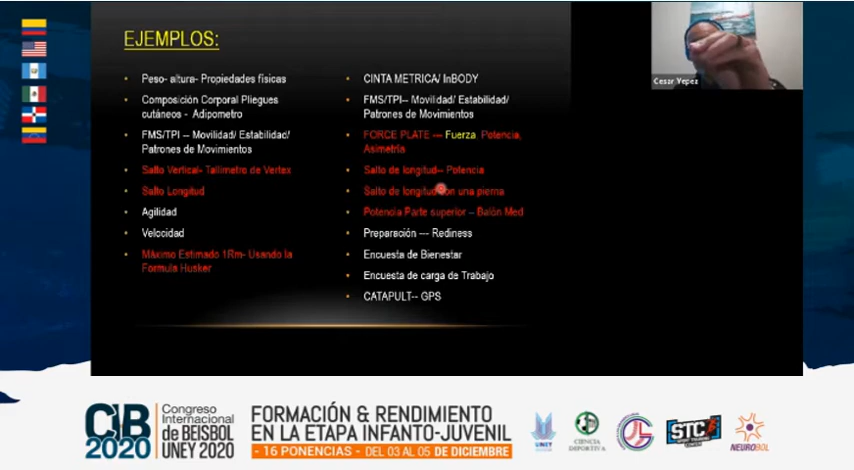 EJEMPLOS:
Peso- altura- Propiedades físicas
Composición Corporal Pliegues
cutáneos - Adipometro
FMS/TPI -- Movilidad/ Estabilidad/
Patrones de Movimientos
Salto Vertical- Tallimetro de Vertex
Salto Longitud
Agilidad
Velocidad
Máximo Estimado 1Rm- Usando la
Formula Husker
CINTA METRICA/ InBODY
FMS/TPI-- Movilidad/ Estabilidad/
Patrones de Movimientos
FORCE PLATE --- Fuerza, Potencia,
Asimetría
Salto de longitud-- Potencia
Salto de longitud con una pierna
Potencia Parte superior – Balón Med
Preparación --- Rediness
Encuesta de Bienestar
Encuesta de carga de Trabajo
CATAPULT-- GPS
Cesar Yepez
CIB
2020
Congreso
Internacional
de BEISBOL
UNEY 2020
FORMACIÓN & RENDIMIENTO
EN LA ETAPA INFANTO-JUVENIL
- 16 PONENCIAS - DEL 03 AL 05 DE DICIEMBRE
UNEY
CIENCIA
DEPORTIVA
STC
NEUROBOL